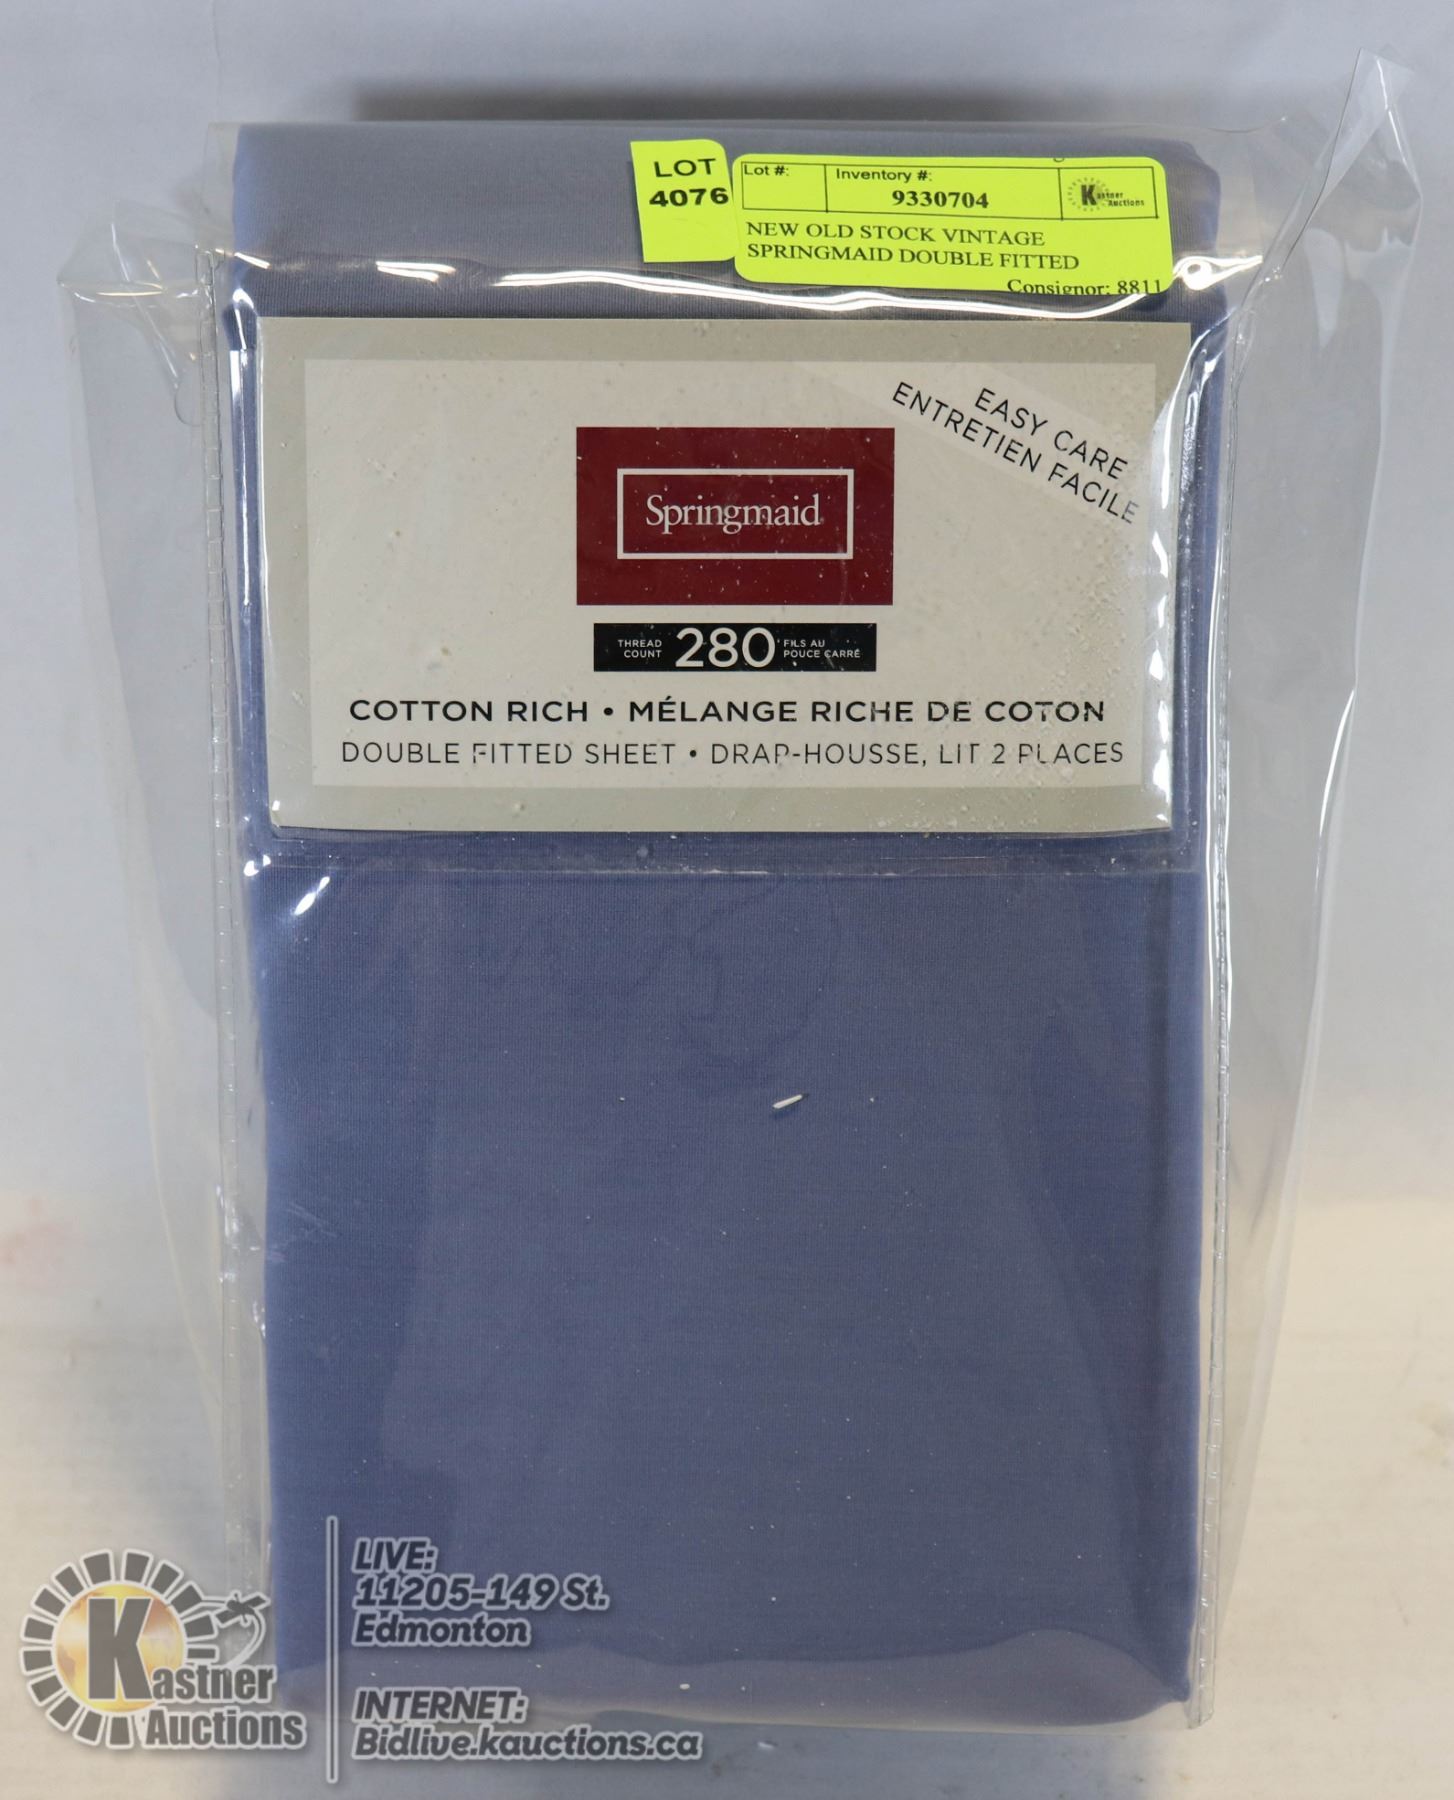 LOT
4076
Lot #:
Inventory #:
9330704
Kastner
Auctions
NEW OLD STOCK VINTAGE
SPRINGMAID DOUBLE FITTED
Consignor: 8811
EASY CARE
ENTRETIEN FACILE
Springmaid
THREAD
COUNT
280
FILS AU
POUCE CARRÉ
COTTON RICH • MÉLANGE RICHE DE COTON
DOUBLE FITTED SHEET • DRAP-HOUSSE, LIT 2 PLACES
Kastner
Auctions
LIVE:
11205-149 St.
Edmonton
INTERNET:
Bidlive.kauctions.ca